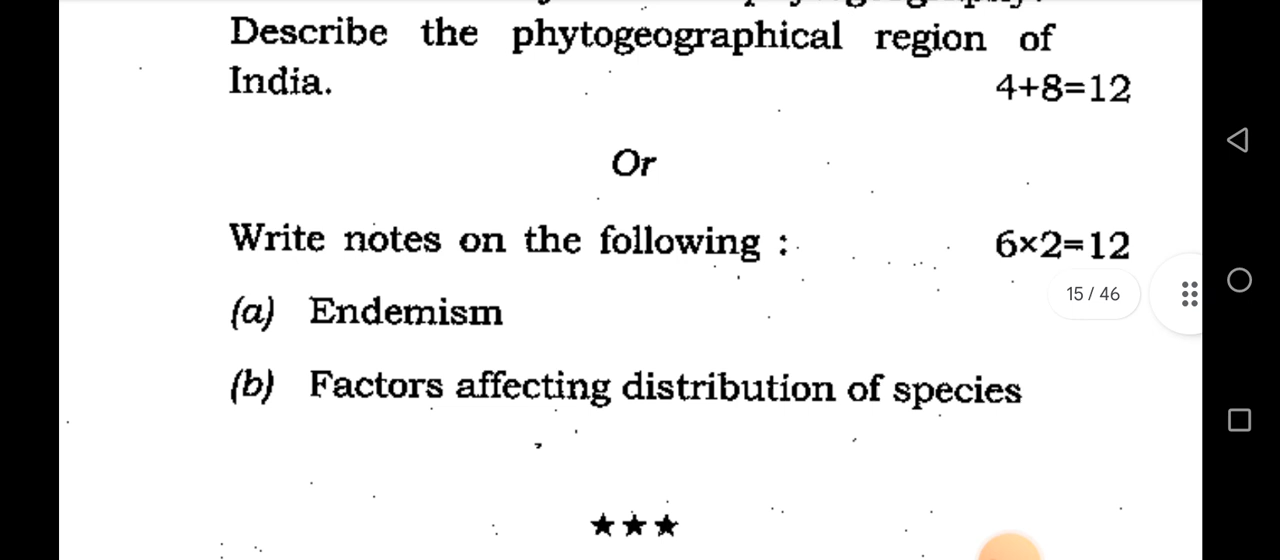 Describe the phytogeographical region of
India. 4+8=12
Or
Write notes on the following : 6×2=12
15 / 46
(a) Endemism
(b) Factors affecting distribution of species
★★★